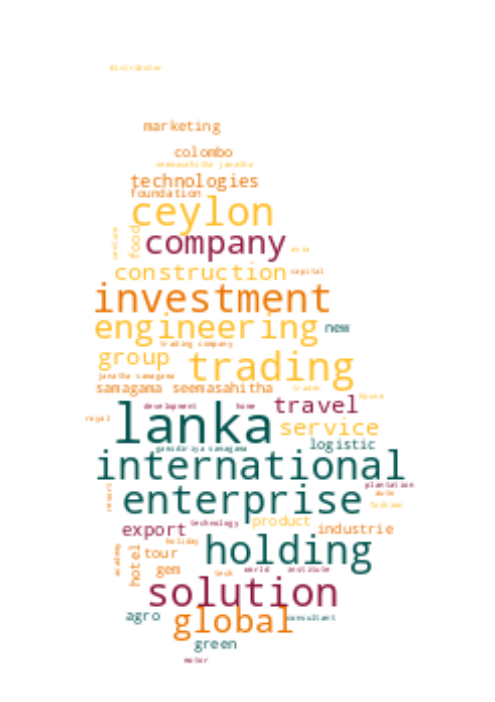 distributor
marketing
colombo
seemasahitha janatha
technologies
foundation
ceylon
venture
food
company
asia
construction
capital
investment
engineering
new
trading company
group
trading
janatha samagama
samagama
seemasahitha
trader
house
development
home
travel
royal
lanka
service
logistic
gamidiriya samagama
international
plantation
auto
resort
enterprise
fashion
technology
product
export
industrie
holiday
holding
academy
hotel
tour
gem
tech
world
institute
solution
agro
global
consultant
green
motor